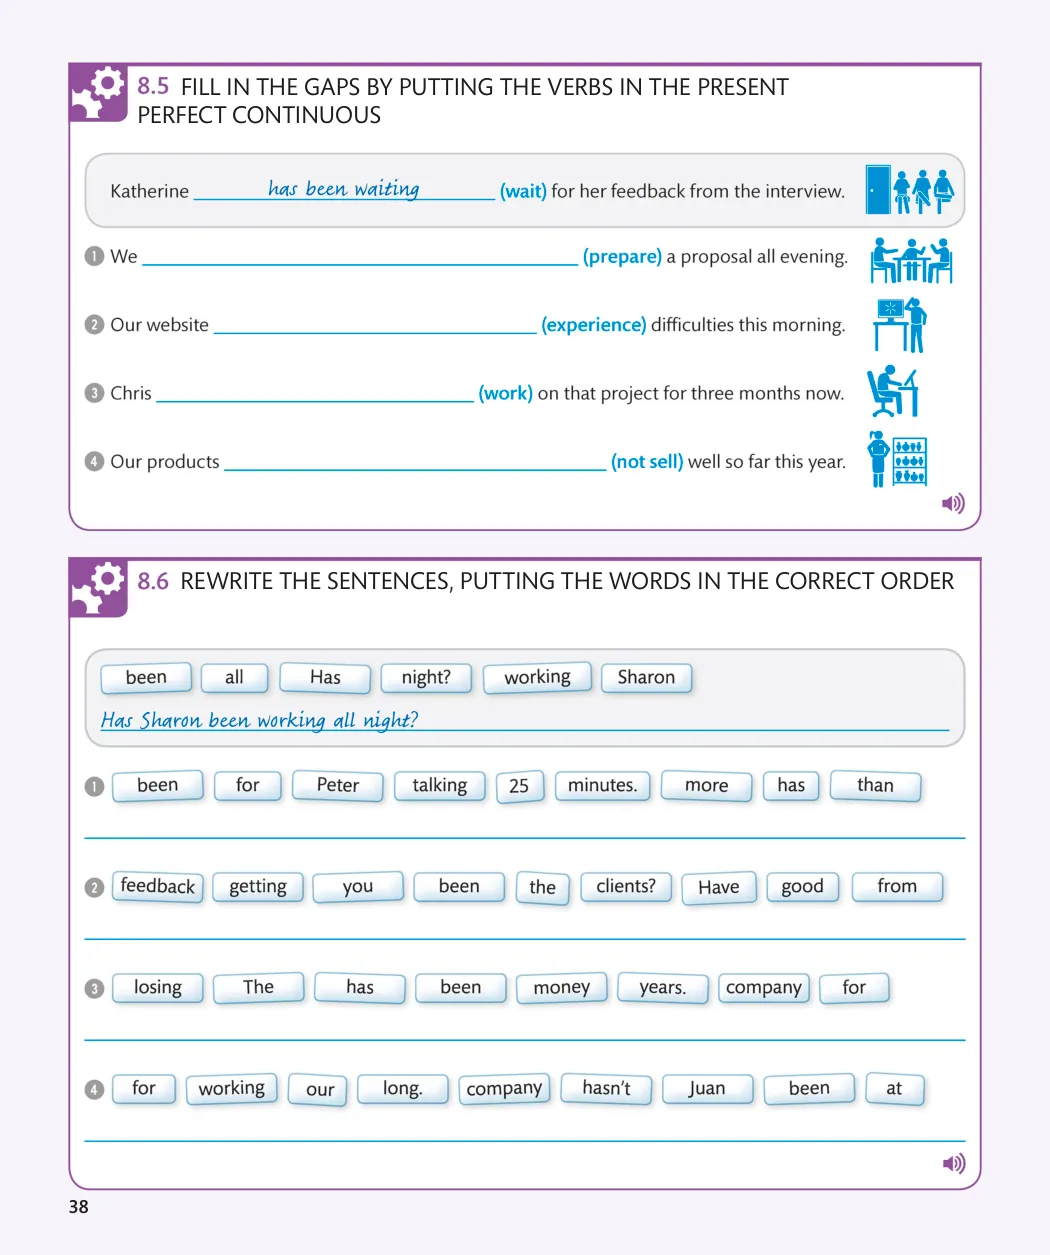 8.5 FILL IN THE GAPS BY PUTTING THE VERBS IN THE PRESENT
PERFECT CONTINUOUS
Katherine has been waiting (wait) for her feedback from the interview.
1 We (prepare) a proposal all evening.
2 Our website (experience) difficulties this morning.
3 Chris (work) on that project for three months now.
4 Our products (not sell) well so far this year.
8.6 REWRITE THE SENTENCES, PUTTING THE WORDS IN THE CORRECT ORDER
been all Has night? working Sharon
Has Sharon been working all night?
1 been for Peter talking 25 minutes. more has than
2 feedback getting you been the clients? Have good from
3 losing The has been money years. company for
4 for working our long. company hasn't Juan been at
38